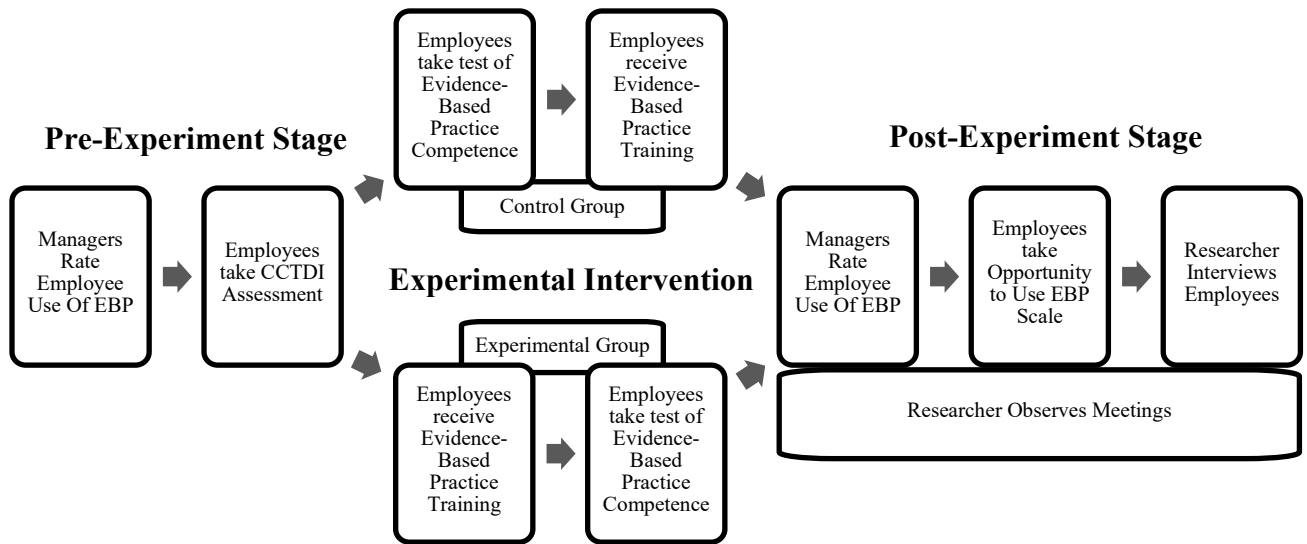 Pre-Experiment Stage
Managers
Rate
Employee
Use Of EBP
Employees
take CCTDI
Assessment
Employees
take test of
Evidence-
Based
Practice
Competence
Employees
receive
Evidence-
Based
Practice
Training
Control Group
Experimental Intervention
Experimental Group
Employees
receive
Evidence-
Based
Practice
Training
Employees
take test of
Evidence-
Based
Practice
Competence
Post-Experiment Stage
Managers
Rate
Employee
Use Of EBP
Employees
take
Opportunity
to Use EBP
Scale
Researcher
Interviews
Employees
Researcher Observes Meetings